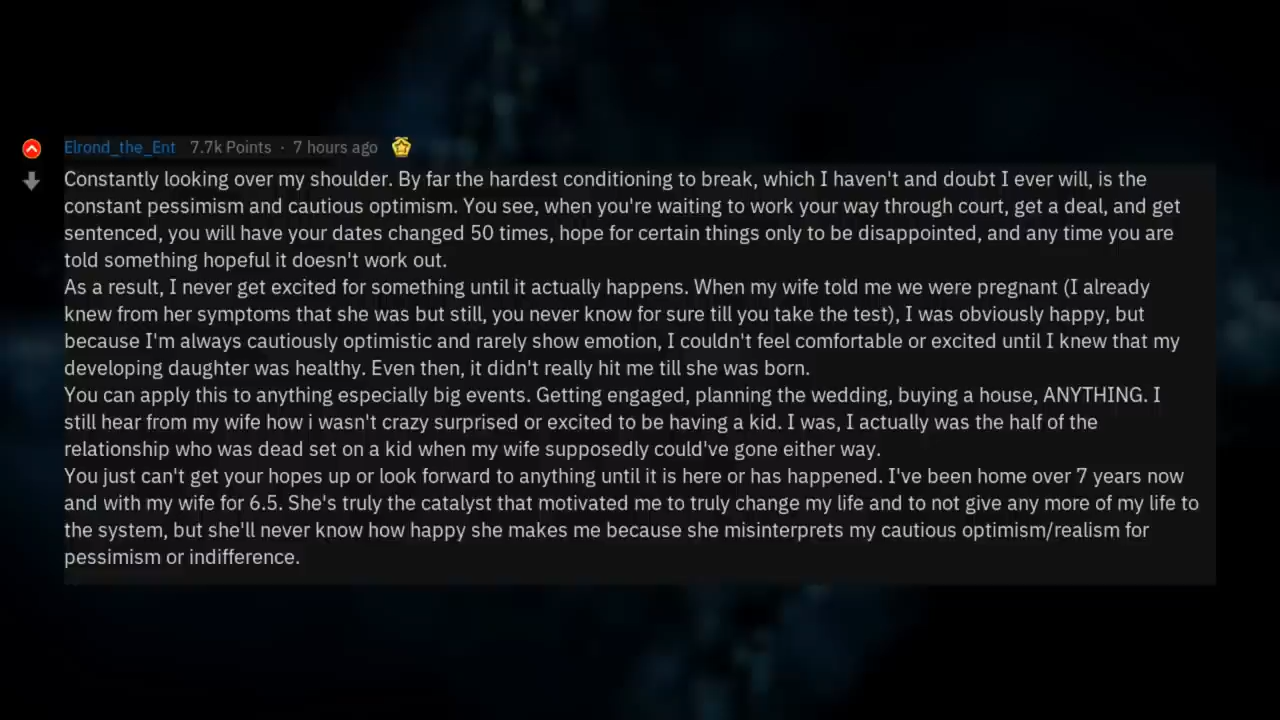 Elrond_the_Ent 7.7k Points · 7 hours ago
Constantly looking over my shoulder. By far the hardest conditioning to break, which I haven't and doubt I ever will, is the
constant pessimism and cautious optimism. You see, when you're waiting to work your way through court, get a deal, and get
sentenced, you will have your dates changed 50 times, hope for certain things only to be disappointed, and any time you are
told something hopeful it doesn't work out.
As a result, I never get excited for something until it actually happens. When my wife told me we were pregnant (I already
knew from her symptoms that she was but still, you never know for sure till you take the test), I was obviously happy, but
because I'm always cautiously optimistic and rarely show emotion, I couldn't feel comfortable or excited until I knew that my
developing daughter was healthy. Even then, it didn't really hit me till she was born.
You can apply this to anything especially big events. Getting engaged, planning the wedding, buying a house, ANYTHING. I
still hear from my wife how i wasn't crazy surprised or excited to be having a kid. I was, I actually was the half of the
relationship who was dead set on a kid when my wife supposedly could've gone either way.
You just can't get your hopes up or look forward to anything until it is here or has happened. I've been home over 7 years now
and with my wife for 6.5. She's truly the catalyst that motivated me to truly change my life and to not give any more of my life to
the system, but she'll never know how happy she makes me because she misinterprets my cautious optimism/realism for
pessimism or indifference.